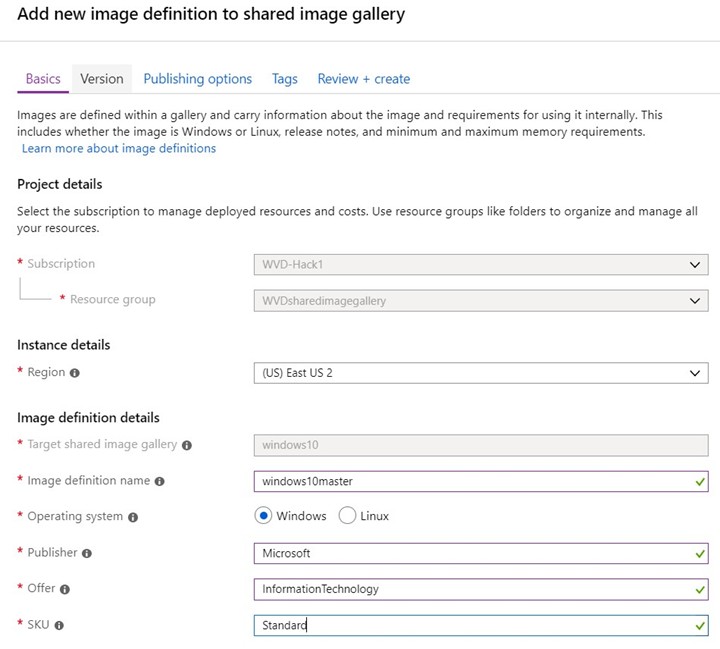 Add new image definition to shared image gallery
Basics Version Publishing options Tags Review + create
Images are defined within a gallery and carry information about the image and requirements for using it internally. This
includes whether the image is Windows or Linux, release notes, and minimum and maximum memory requirements.
Learn more about image definitions
Project details
Select the subscription to manage deployed resources and costs. Use resource groups like folders to organize and manage all
your resources.
* Subscription WVD-Hack1
* Resource group WVDsharedimagegallery
Instance details
* Region (US) East US 2
Image definition details
* Target shared image gallery windows10
* Image definition name windows10master
* Operating system Windows Linux
* Publisher Microsoft
* Offer InformationTechnology
* SKU Standard